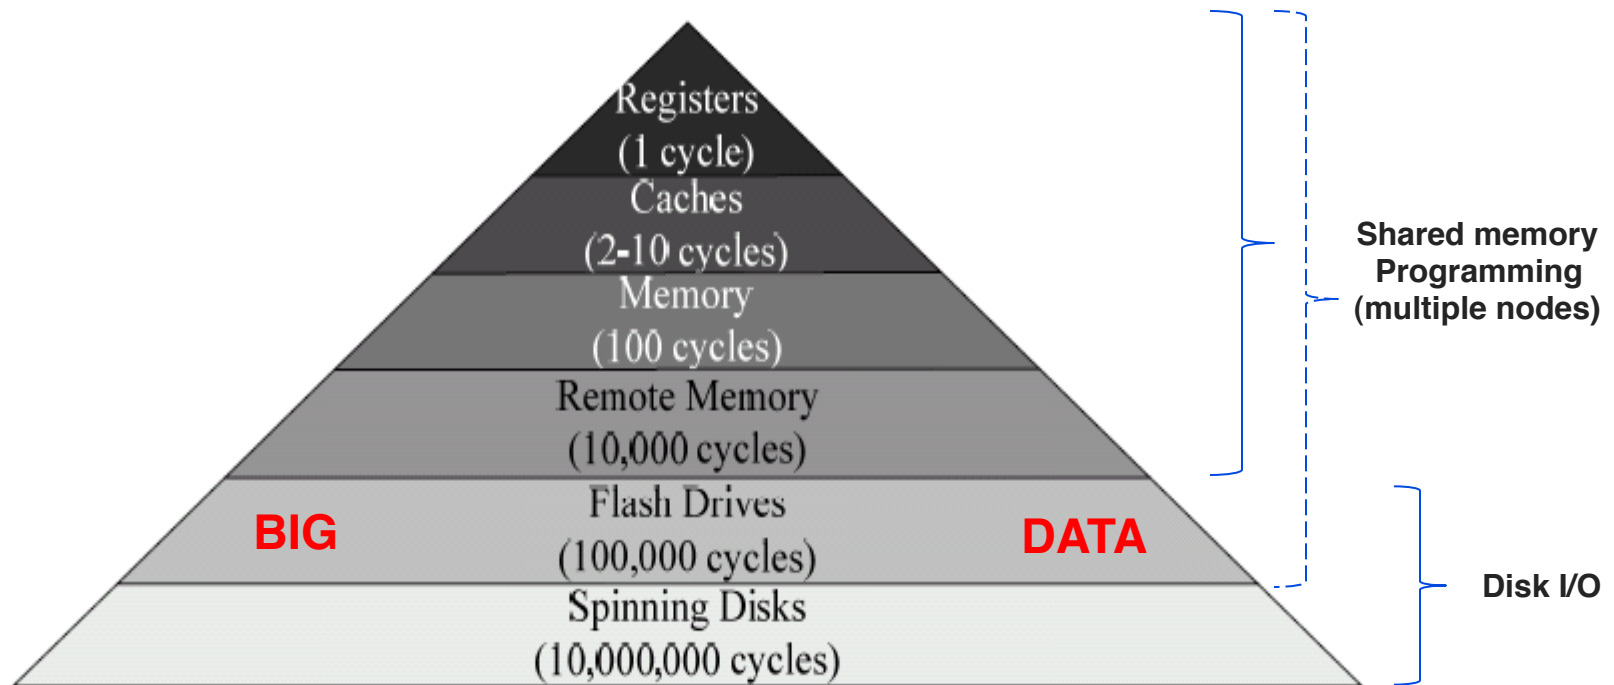 Registers
(1 cycle)
Caches
(2-10 cycles)
Memory
(100 cycles)
Remote Memory
(10,000 cycles)
Flash Drives
(100,000 cycles)
BIG
DATA
Spinning Disks
(10,000,000 cycles)
Shared memory
Programming
(multiple nodes)
Disk I/O